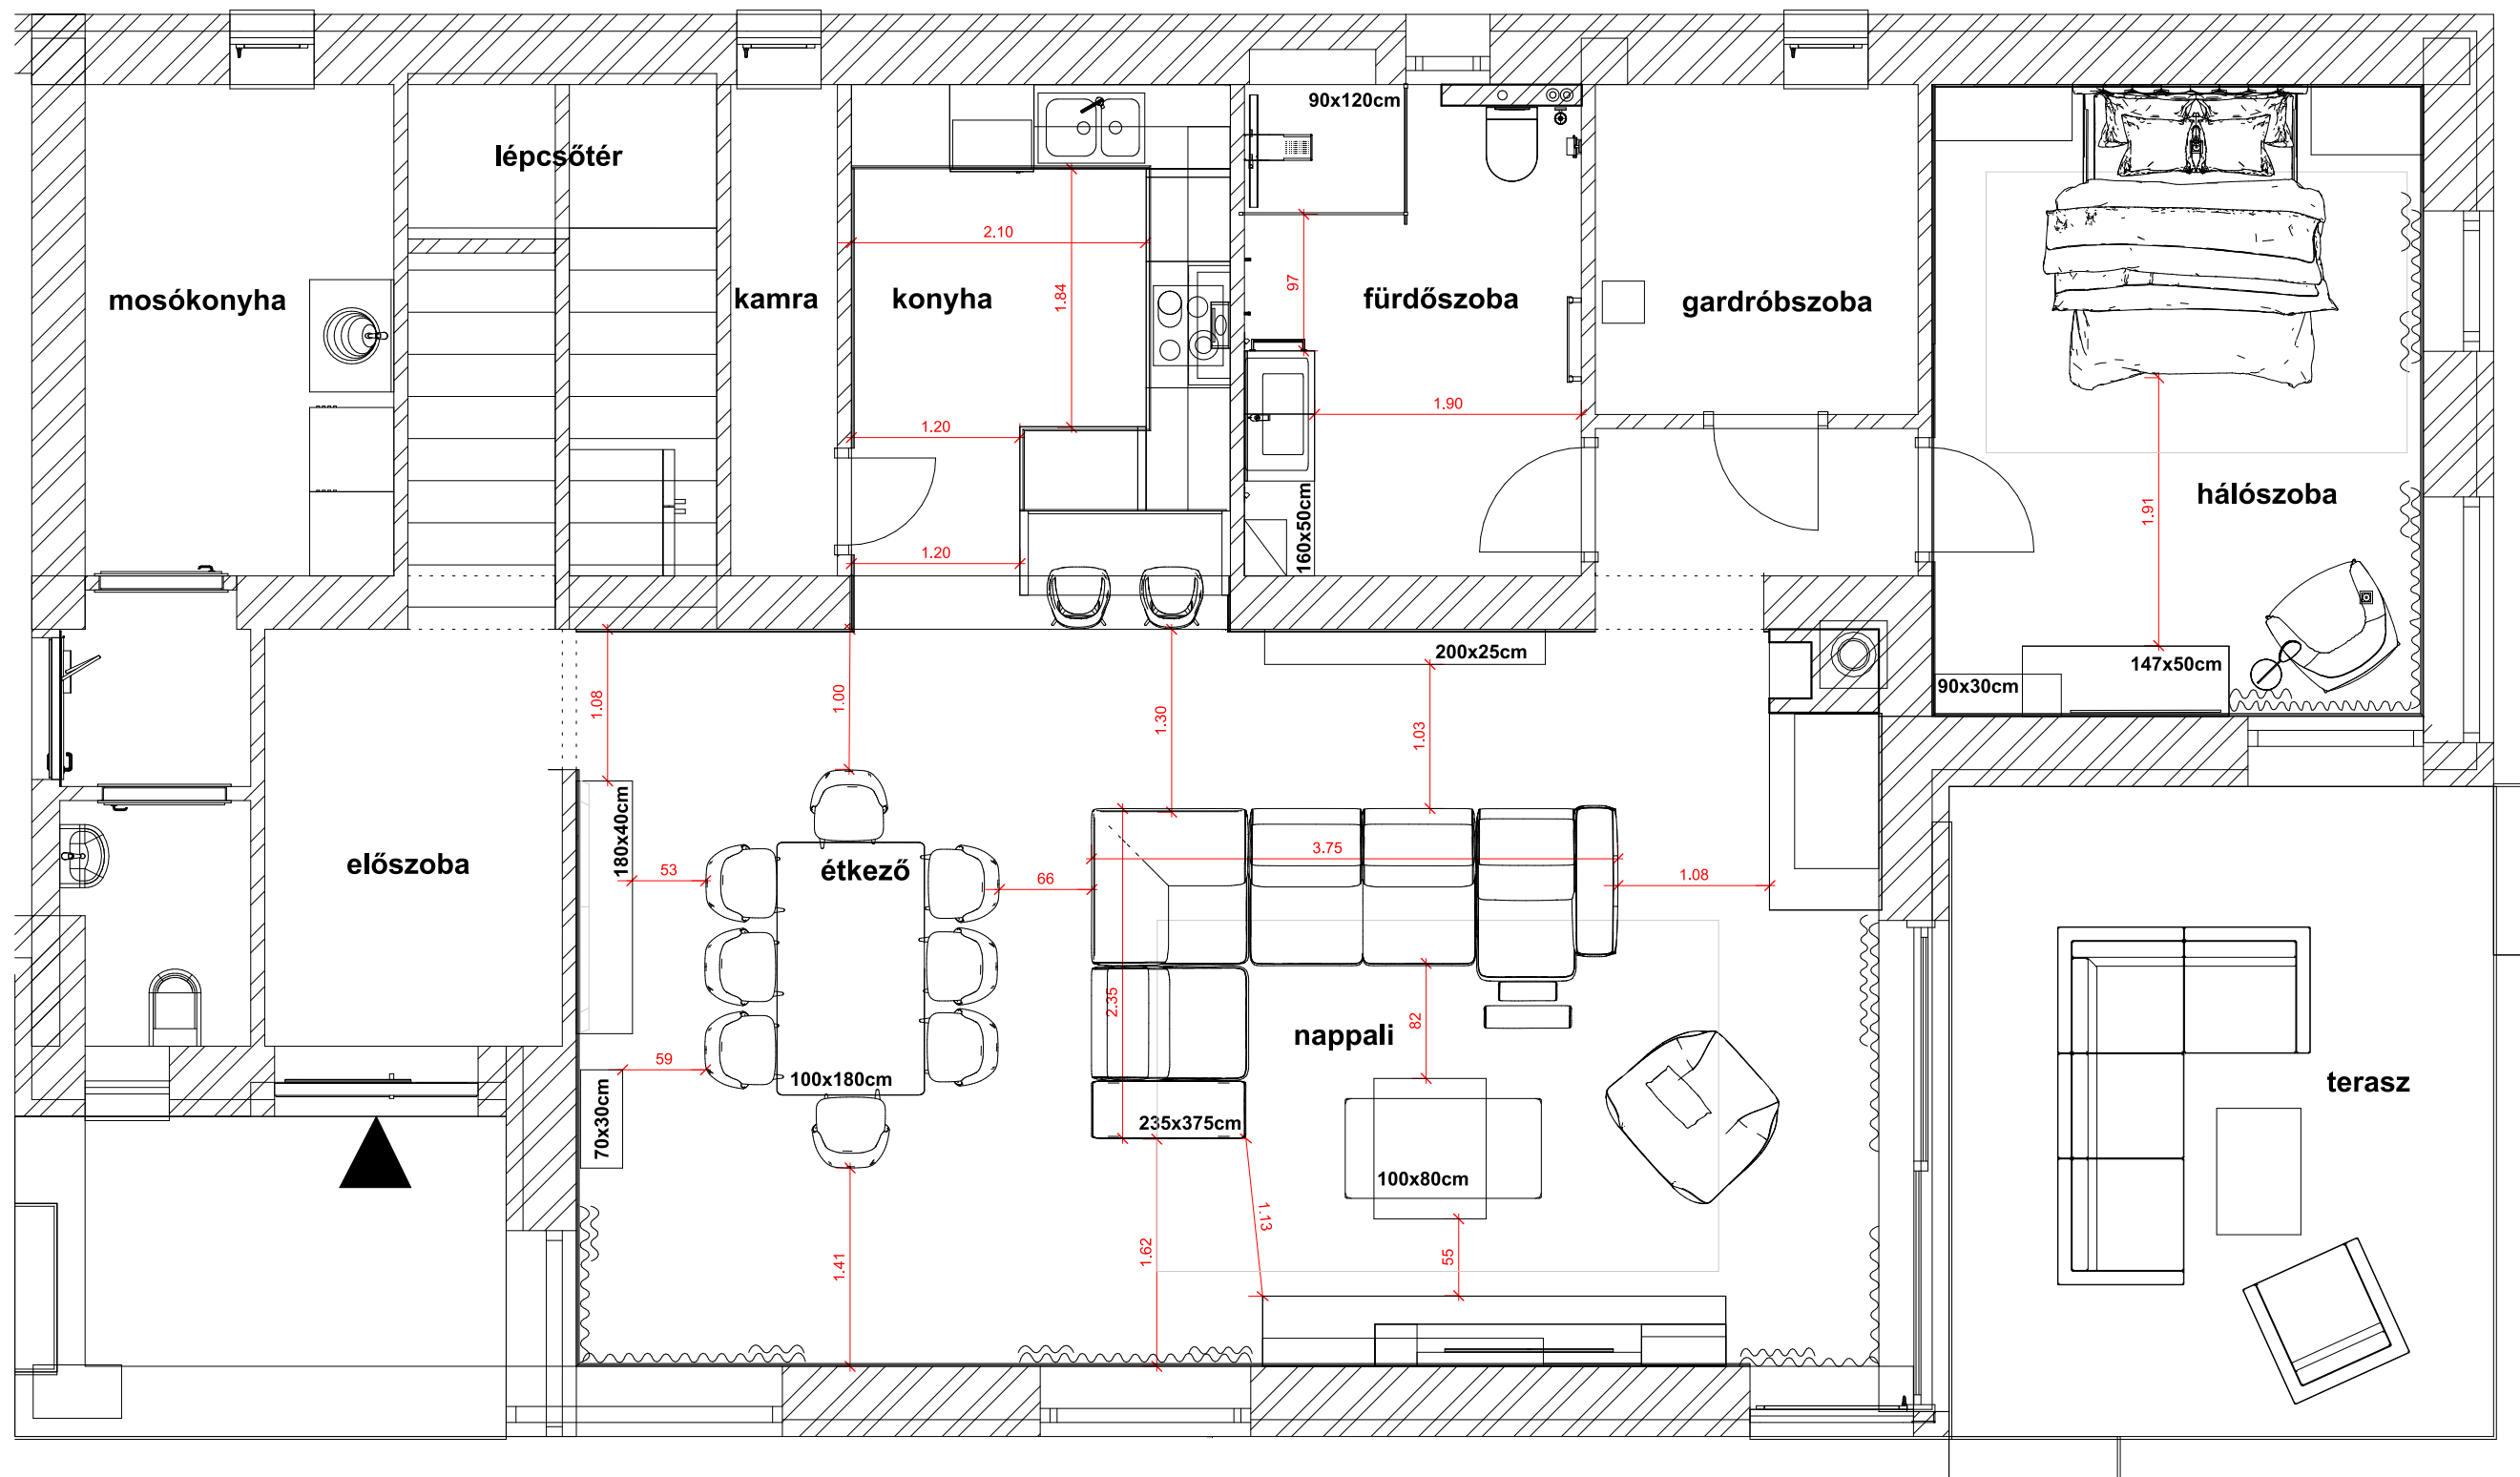 90x120cm
lépcsőtér
2.10
mosókonyha
kamra
konyha
1.84
97
fürdőszoba
gardróbszoba
1.20
1.90
hálószoba
1.91
160x50cm
1.20
200x25cm
147x50cm
90x30cm
1.08
1.00
1.30
1.03
180x40cm
előszoba
53
étkező
66
3.75
1.08
2.35
82
nappali
59
100x180cm
70x30cm
235x375cm
terasz
100x80cm
1.13
1.41
1.62
55